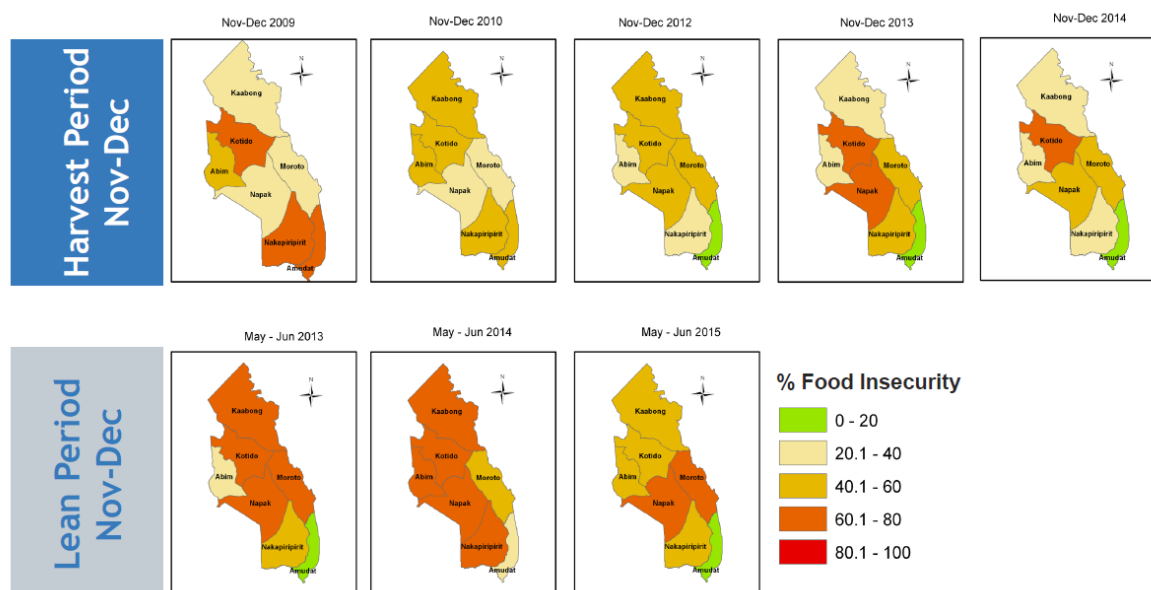 Harvest Period
Nov-Dec
Nov-Dec 2009
N
Kaabong
Kotido
Abim
Moroto
Napak
Nakapiripirit
Amudat
Nov-Dec 2010
N
Kaabong
Kotido
Abim
Moroto
Napak
Nakapiripirit
Amudat
Nov-Dec 2012
N
Kaabong
Kotido
Abim
Moroto
Napak
Nakapiripirit
Amudat
Nov-Dec 2013
N
Kaabong
Kotido
Abim
Moroto
Napak
Nakapiripirit
Amudat
Nov-Dec 2014
N
Kaabong
Kotido
Abim
Moroto
Napak
Nakapiripirit
Amudat
Lean Period
Nov-Dec
May - Jun 2013
N
Kaabong
Kotido
Abim
Moroto
Napak
Nakapiripirit
Amudat
May - Jun 2014
N
Kaabong
Kotido
Abim
Moroto
Napak
Nakapiripirit
Amudat
May - Jun 2015
N
Kaabong
Kotido
Abim
Moroto
Napak
Nakapiripirit
Amudat
% Food Insecurity
0 - 20
20.1 - 40
40.1 - 60
60.1 - 80
80.1 - 100